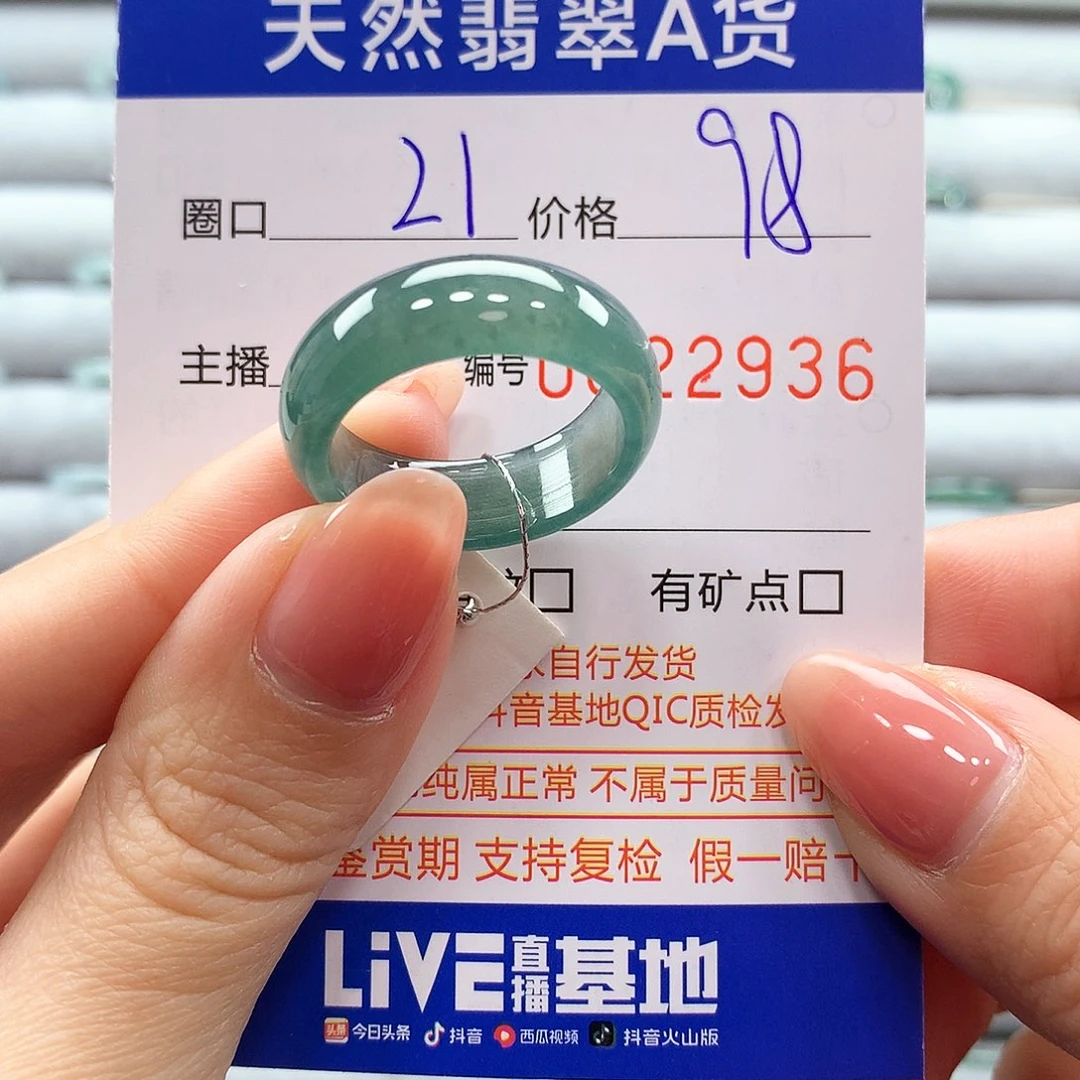 天然翡翠A货
圈口 21 价格 98
主播 编号 22936
□ 有矿点□
自行发货
音基地QIC质检发
纯属正常 不属于质量问
鉴赏期 支持复检 假一赔十
LiVE直播基地
头条 今日头条 抖音 西瓜视频 抖音火山版